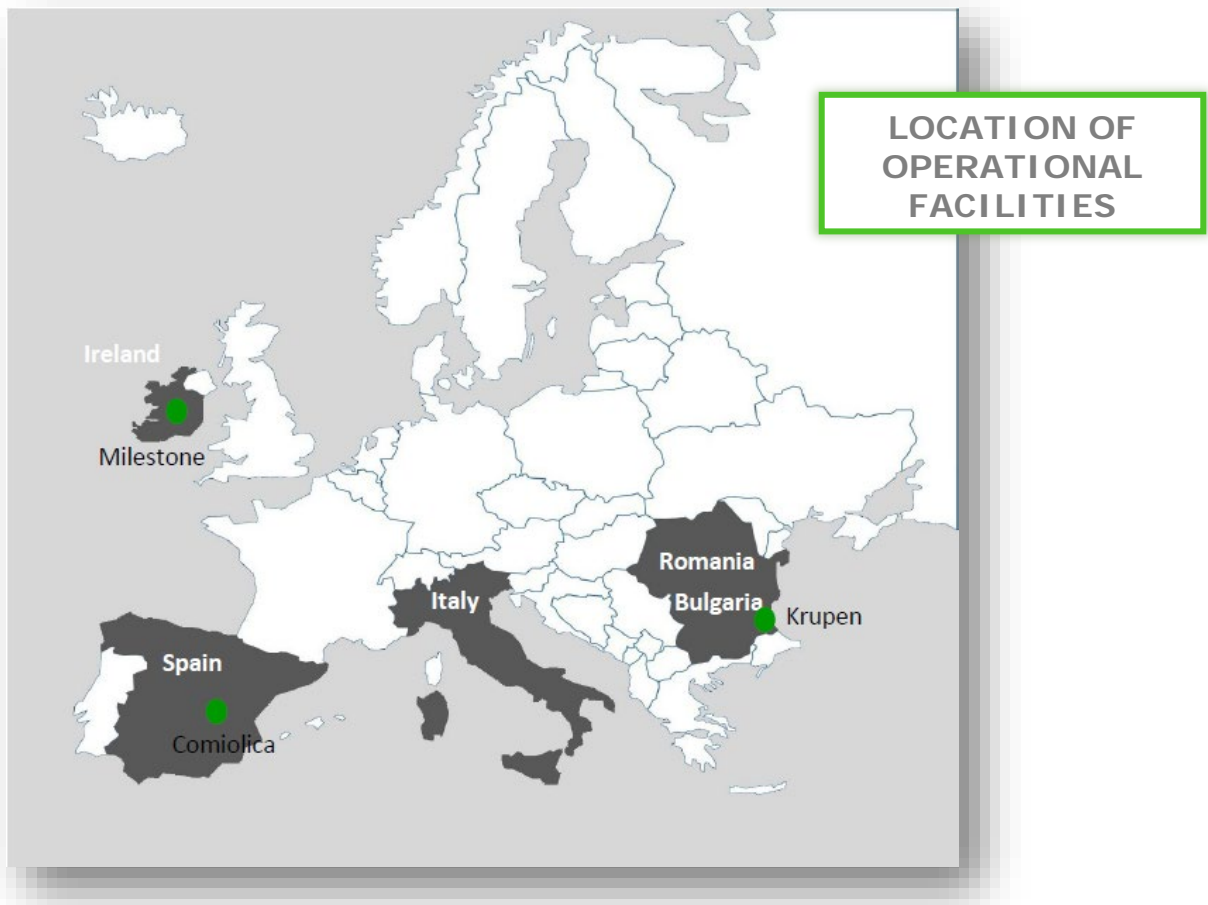 LOCATION OF
OPERATIONAL
FACILITIES
Ireland
Milestone
Romania
Italy
Bulgaria
Krupen
Spain
Comiolica